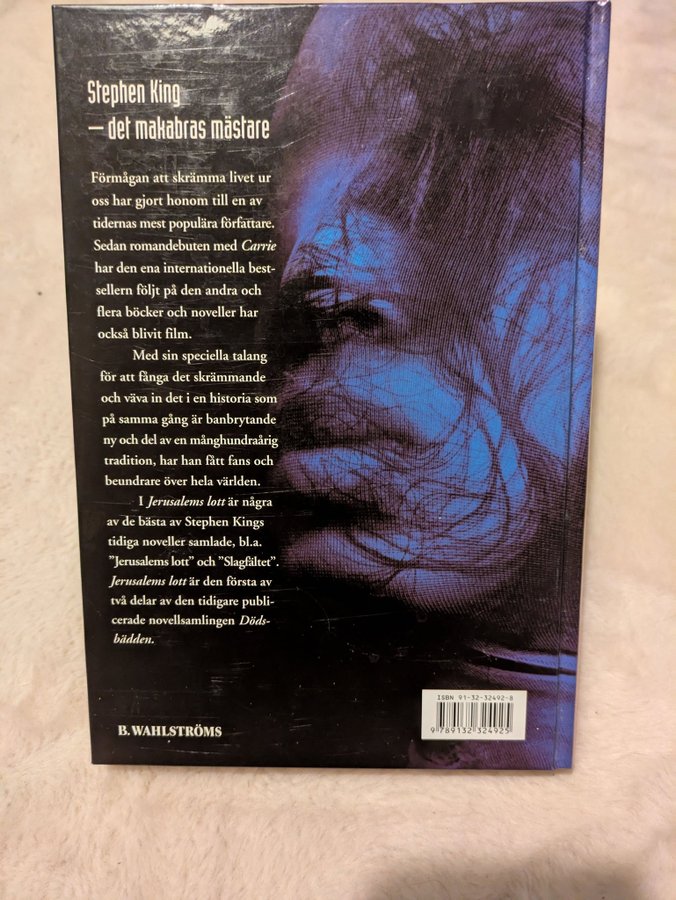 Stephen King
— det makabras mästare
Förmågan att skrämma livet ur
oss har gjort honom till en av
tidernas mest populära författare.
Sedan romandebuten med Carrie
har den ena internationella best-
sellern följt på den andra och
flera böcker och noveller har
också blivit film.
Med sin speciella talang
för att fånga det skrämmande
och väva in det i en historia som
på samma gång är banbrytande
ny och del av en månghundraårig
tradition, har han fått fans och
beundrare över hela världen.
I Jerusalems lott är några
av de bästa av Stephen Kings
tidiga noveller samlade, bl.a.
”Jerusalems lott” och ”Slagfältet”.
Jerusalems lott är den första av
två delar av den tidigare publi-
cerade novellsamlingen Döds-
bädden.
B. WAHLSTRÖMS
ISBN 91-32-32492-8
9 789132 324925